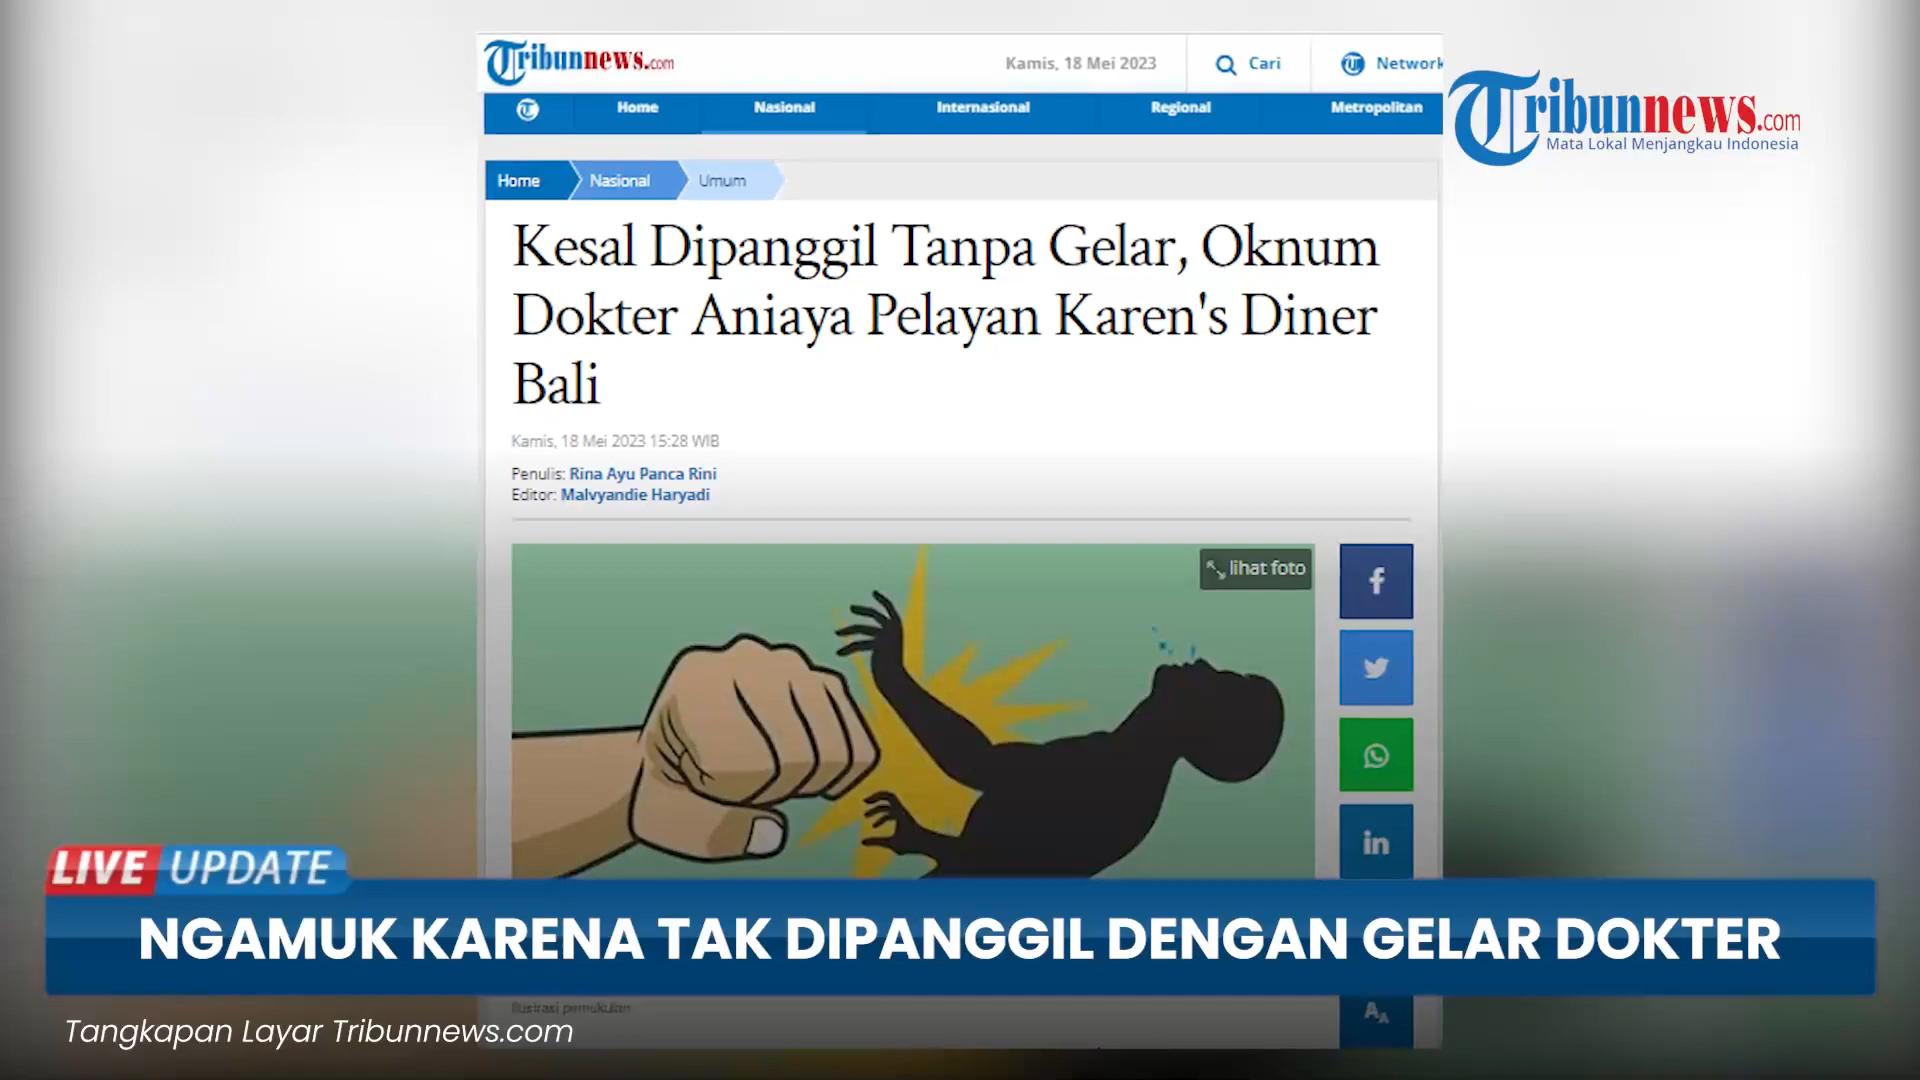 Tribunnews.com
Kamis, 18 Mei 2023
Cari
Network
Tribunnews.com
Mata Lokal Menjangkau Indonesia
Home
Nasional
Internasional
Regional
Metropolitan
Home
Nasional
Umum
Kesal Dipanggil Tanpa Gelar, Oknum
Dokter Aniaya Pelayan Karen's Diner
Bali
Kamis, 18 Mei 2023 15:28 WIB
Penulis: Rina Ayu Panca Rini
Editor: Malvyandie Haryadi
lihat foto
LIVE UPDATE
NGAMUK KARENA TAK DIPANGGIL DENGAN GELAR DOKTER
Ilustrasi pemukulan
AA
Tangkapan Layar Tribunnews.com